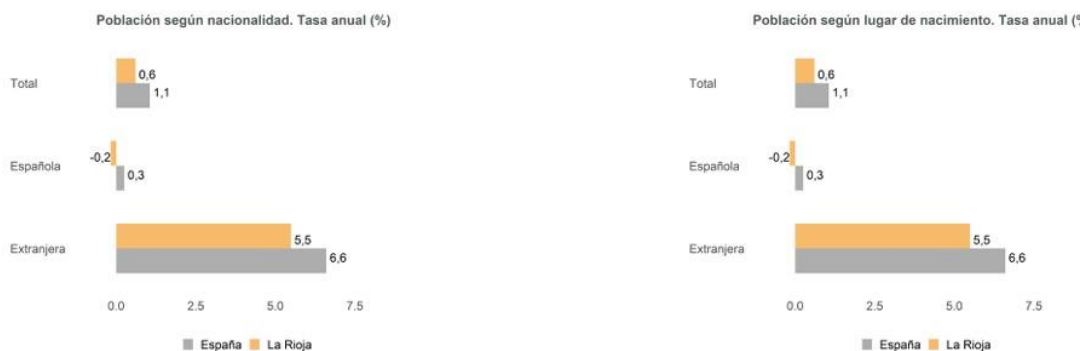 Población según nacionalidad. Tasa anual (%)
Total
0,6
1,1
Española
-0,2
0,3
Extranjera
5,5
6,6
0.0 2.5 5.0 7.5
España La Rioja
Población según lugar de nacimiento. Tasa anual (%
Total
0,6
1,1
Española
-0,2
0,3
Extranjera
5,5
6,6
0.0 2.5 5.0 7.5
España La Rioja